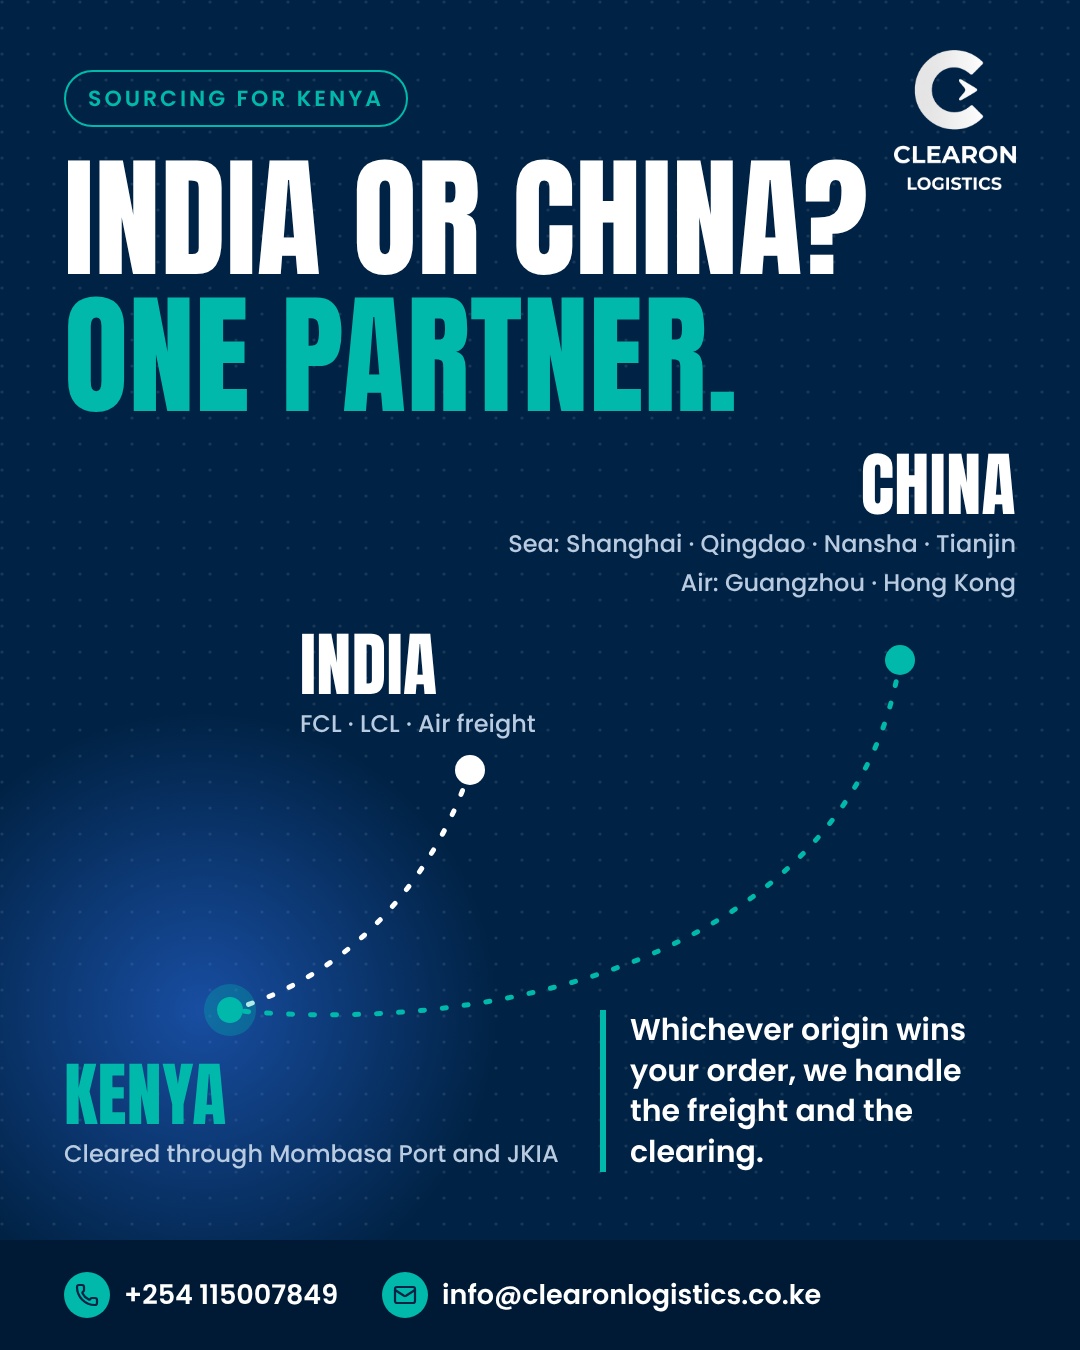 SOURCING FOR KENYA
CLEARON
LOGISTICS
INDIA OR CHINA?
ONE PARTNER.
CHINA
Sea: Shanghai · Qingdao · Nansha · Tianjin
Air: Guangzhou · Hong Kong
INDIA
FCL · LCL · Air freight
KENYA
Cleared through Mombasa Port and JKIA
Whichever origin wins
your order, we handle
the freight and the
clearing.
+254 115007849
info@clearonlogistics.co.ke